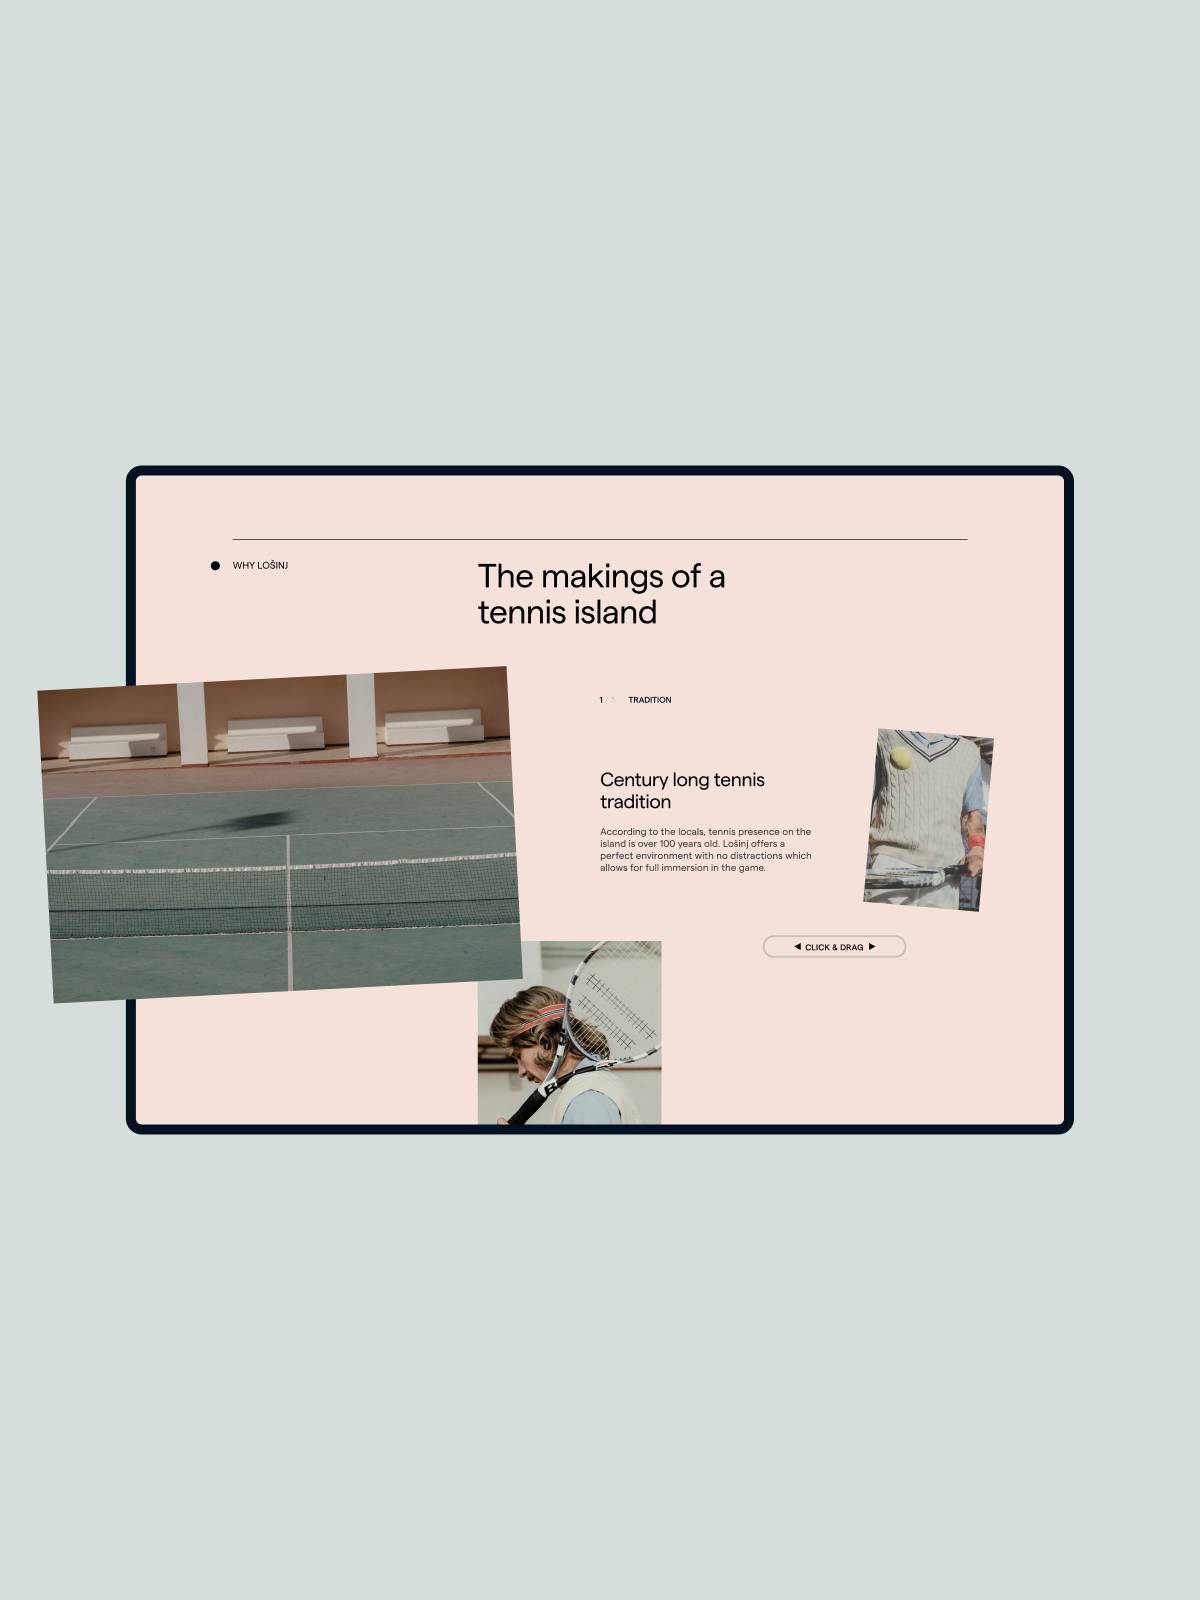 WHY LOŠINJ
The makings of a
tennis island
1 / 3 TRADITION
Century long tennis
tradition
According to the locals, tennis presence on the
island is over 100 years old. Lošinj offers a
perfect environment with no distractions which
allows for full immersion in the game.
◀ CLICK & DRAG ▶